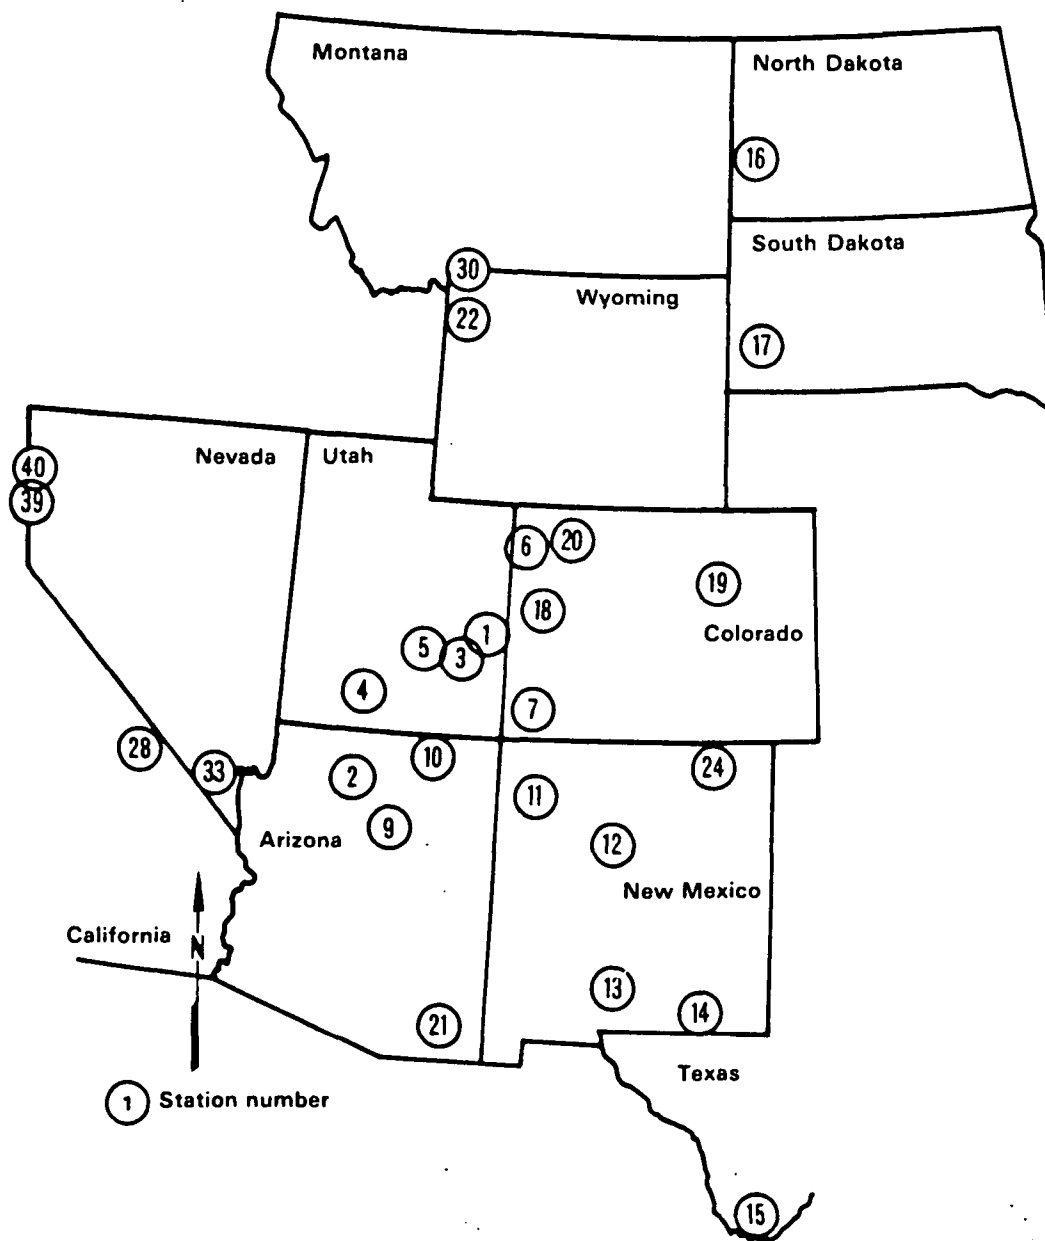 Montana
North Dakota
16
South Dakota
30
Wyoming
22
17
Nevada
Utah
40
39
6
20
19
18
1
Colorado
5
3
4
7
28
10
24
33
2
11
9
Arizona
12
New Mexico
California
N
13
14
21
Texas
1 Station number
15